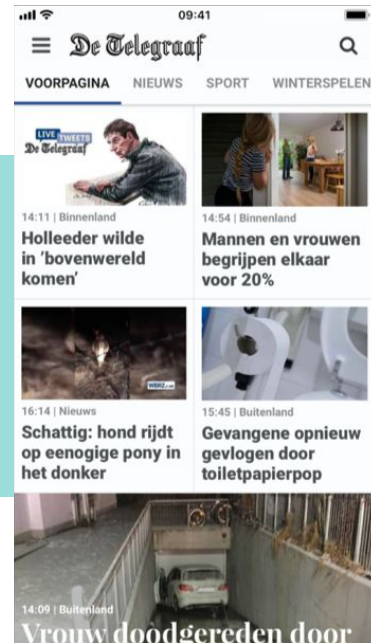 09:41
De Telegraaf
VOORPAGINA NIEUWS SPORT WINTERSPELEN
LIVE
TWEETS
De Telegraaf
14:11 | Binnenland
Holleeder wilde
in ’bovenwereld
komen’
14:54 | Binnenland
Mannen en vrouwen
begrijpen elkaar
voor 20%
WBRZ.com
16:14 | Nieuws
Schattig: hond rijdt
op eenogige pony in
het donker
15:45 | Buitenland
Gevangene opnieuw
gevlogen door
toiletpapierpop
14:09 | Buitenland
Vrouw doodgereden door